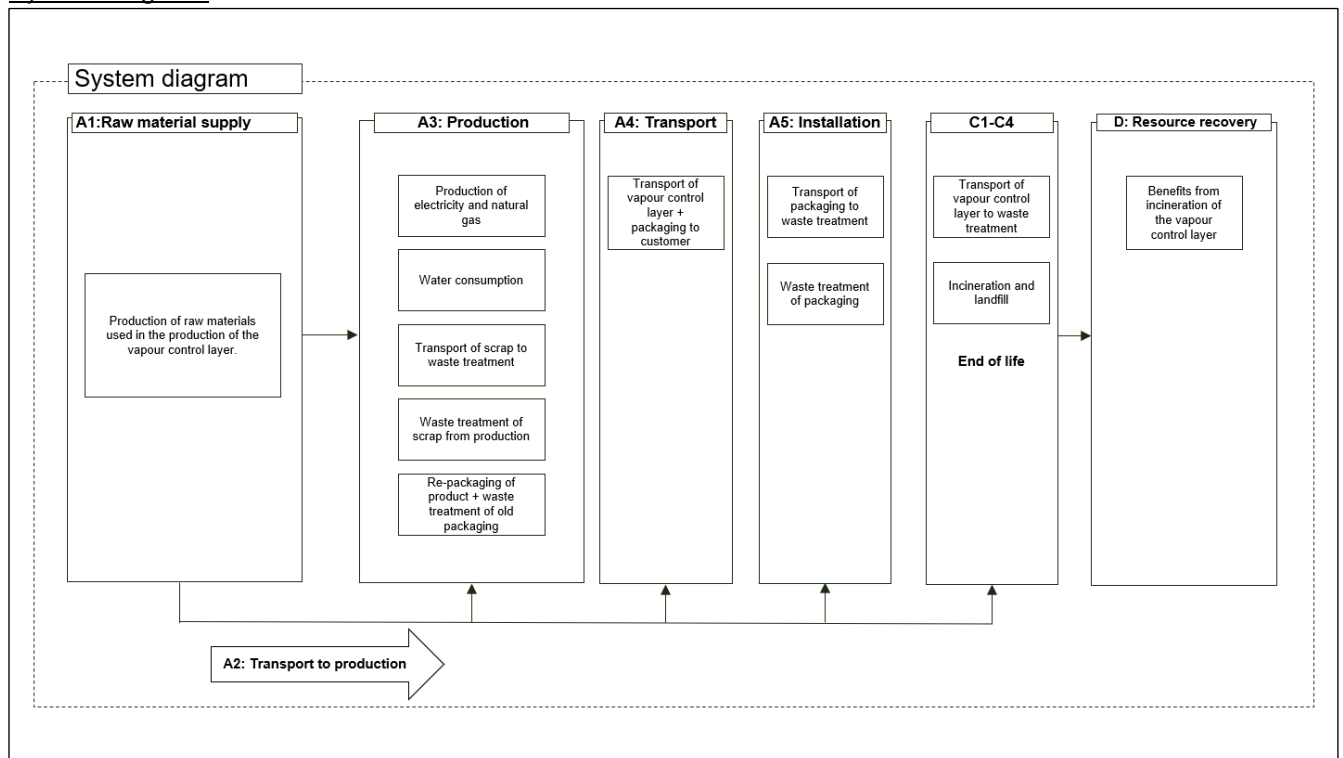 System diagram
A1:Raw material supply
Production of raw materials
used in the production of the
vapour control layer.
A3: Production
Production of
electricity and natural
gas
Water consumption
Transport of scrap to
waste treatment
Waste treatment of
scrap from production
Re-packaging of
product + waste
treatment of old
packaging
A4: Transport
Transport of
vapour control
layer +
packaging to
customer
A5: Installation
Transport of
packaging to
waste treatment
Waste treatment
of packaging
C1-C4
Transport of
vapour control
layer to waste
treatment
Incineration and
landfill
End of life
D: Resource recovery
Benefits from
incineration of
the vapour
control layer
A2: Transport to production